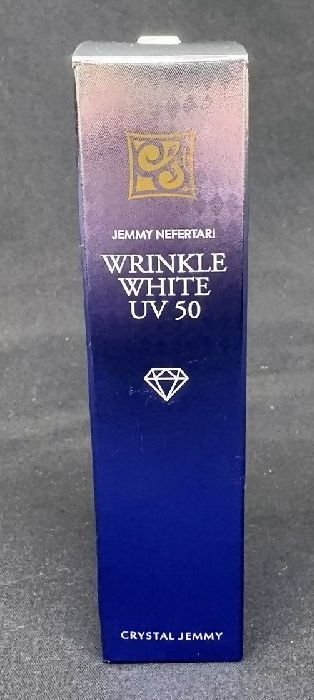 JEMMY NEFERTARI
WRINKLE
WHITE
UV 50
CRYSTAL JEMMY